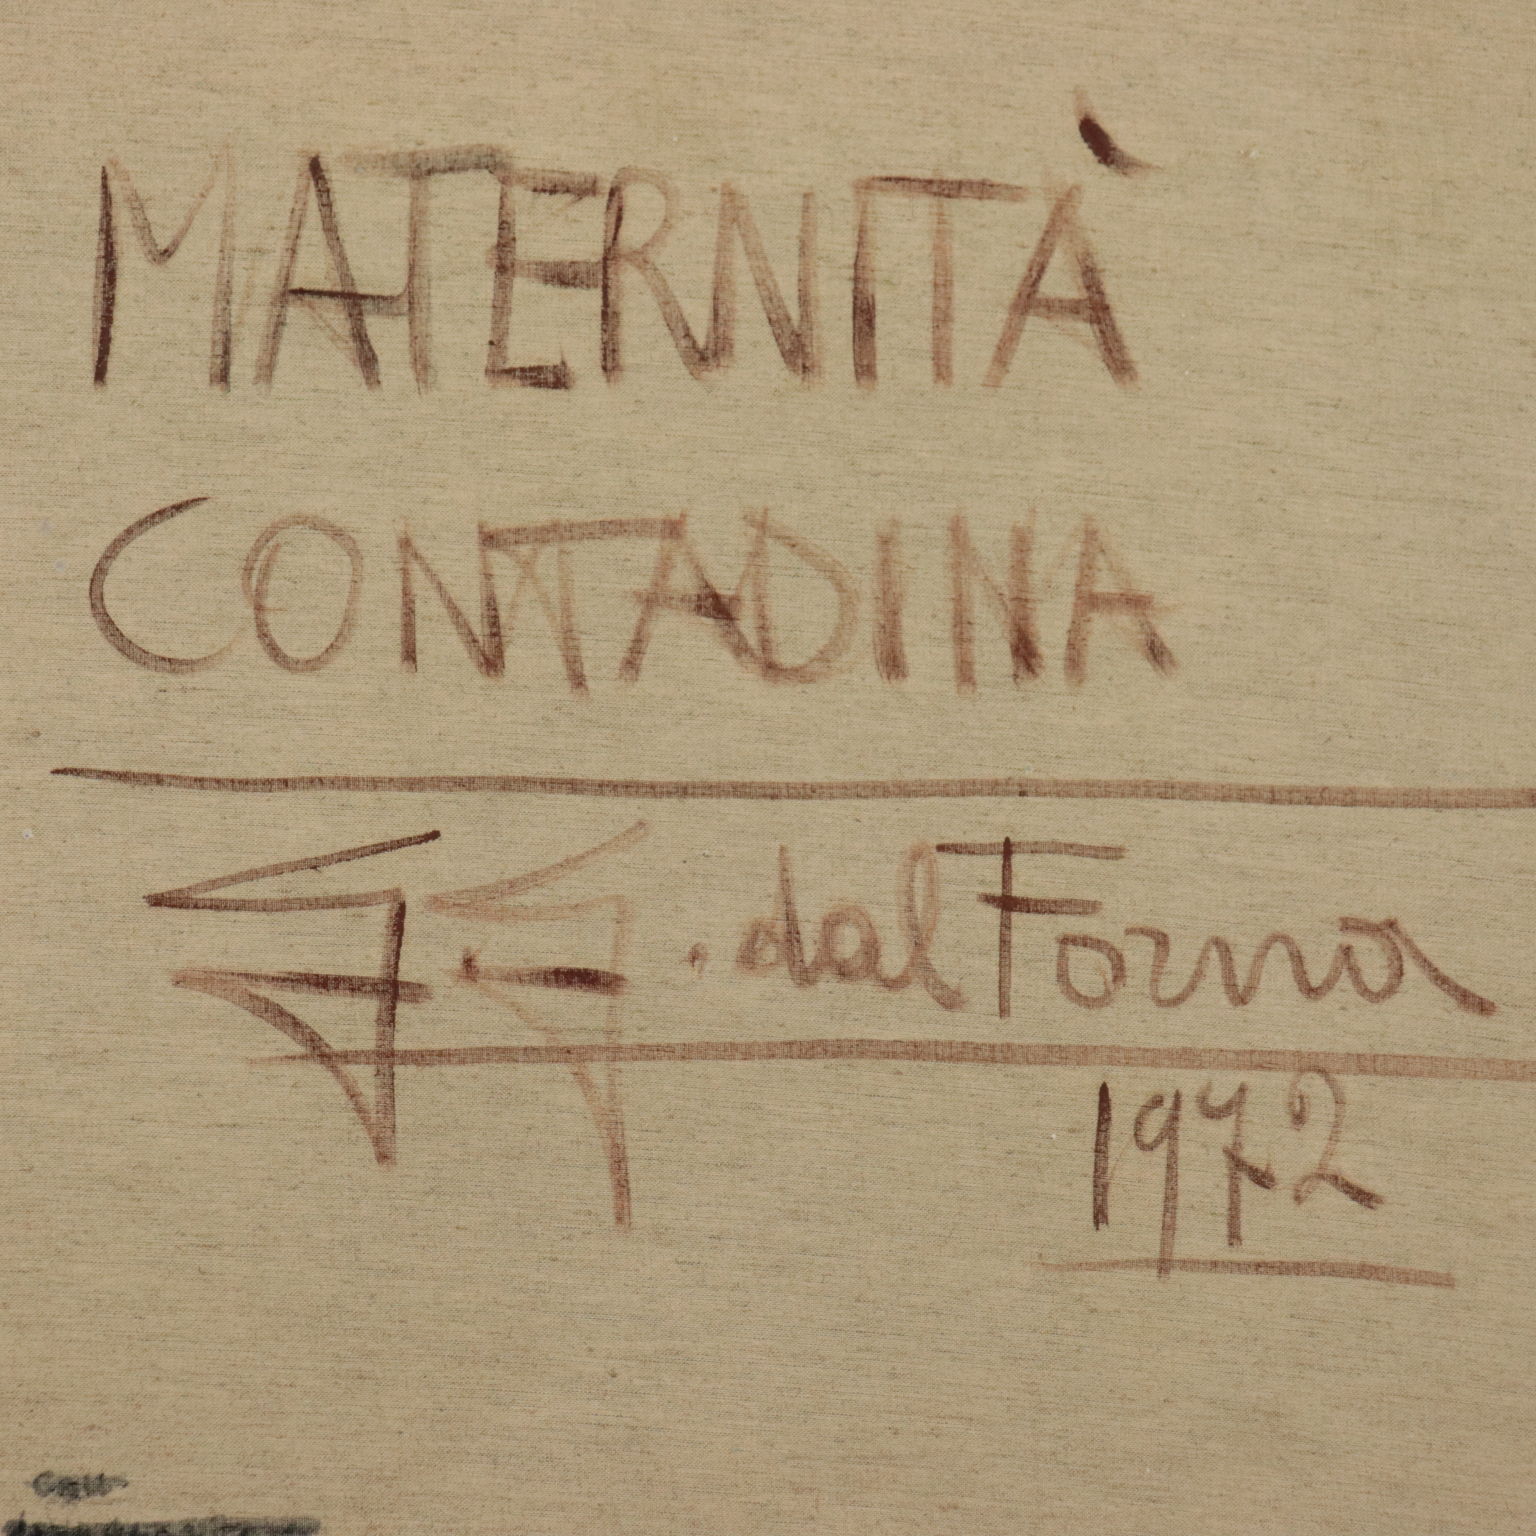 MATERNITÀ
CONTADINA
G.G. dal Forno
1972